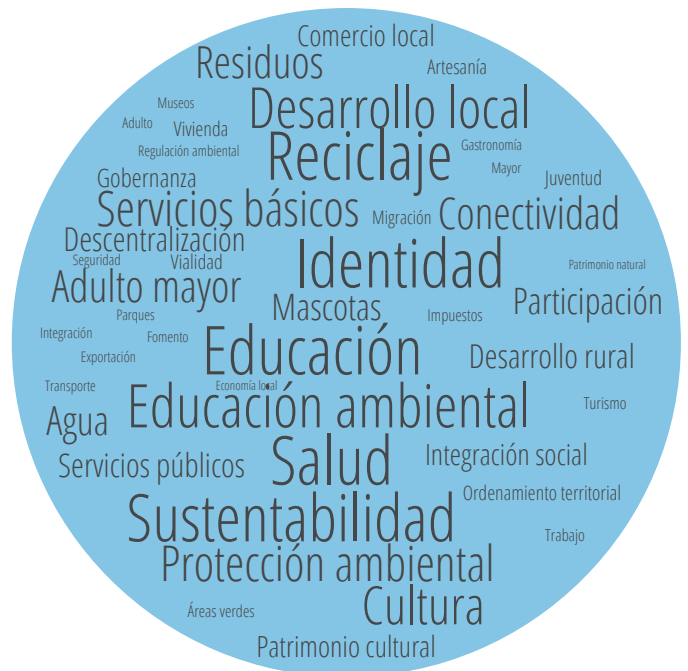 Comercio local
Residuos
Artesanía
Desarrollo local
Museos
Adulto
Vivienda
Reciclaje
Gastronomía
Regulación ambiental
Mayor
Gobernanza
Juventud
Servicios básicos
Migración
Conectividad
Descentralización
Seguridad
Vialidad
Identidad
Patrimonio natural
Adulto mayor
Mascotas
Participación
Parques
Impuestos
Integración
Fomento
Educación
Exportación
Desarrollo rural
Transporte
Economía local
Educación ambiental
Turismo
Agua
Salud
Integración social
Servicios públicos
Ordenamiento territorial
Sustentabilidad
Trabajo
Protección ambiental
Cultura
Áreas verdes
Patrimonio cultural